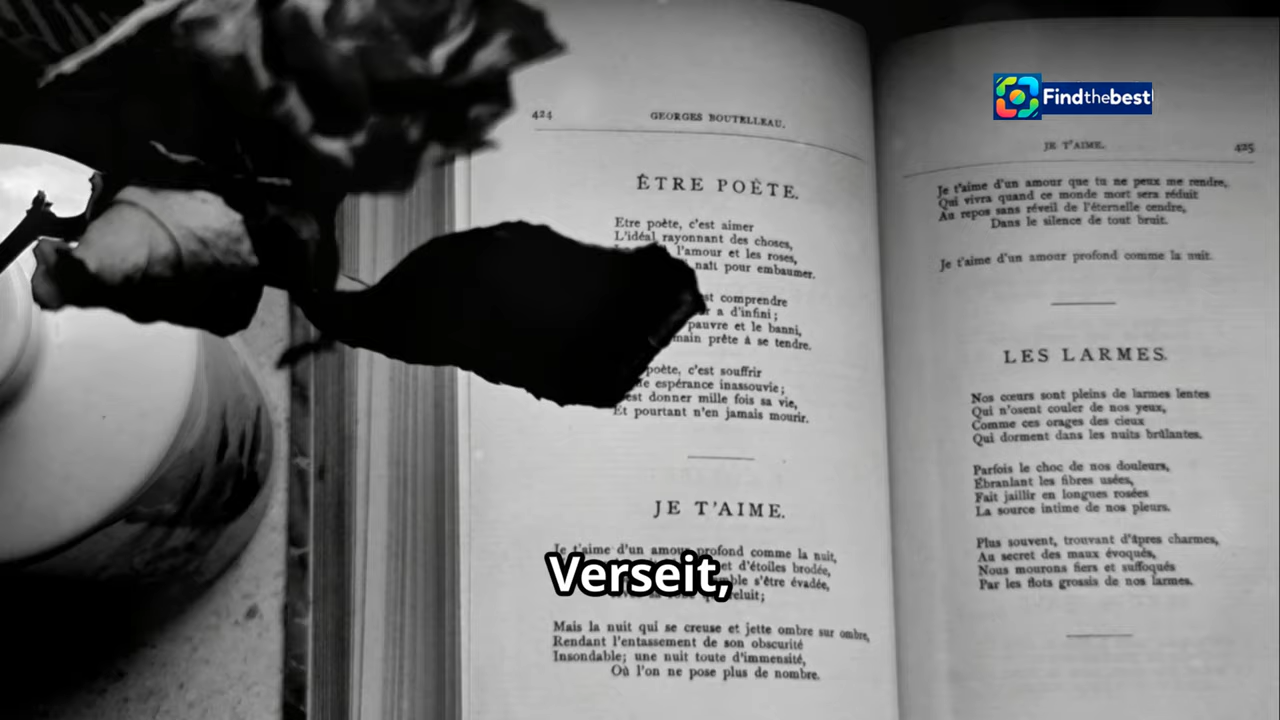 424
GEORGES BOUTELLEAU.
ÊTRE POÈTE.
Etre poète, c'est aimer
L'idéal rayonnant des choses,
l'amour et les roses,
naît pour embaumer.
comprendre
a d'infini ;
pauvre et le banni,
main prête à se tendre.
poète, c'est souffrir
espérance inassouvie ;
est donner mille fois sa vie,
Et pourtant n'en jamais mourir.
JE T'AIME.
Je t'aime d'un amour profond comme la nuit,
et d'étoiles brodée,
s'être évadée,
reluit ;
Verseit,
Mais la nuit qui se creuse et jette ombre sur ombre,
Rendant l'entassement de son obscurité
Insondable; une nuit toute d'immensité,
Où l'on ne pose plus de nombre.
Findthebest
JE T'AIME.
425
Je t'aime d'un amour que tu ne peux me rendre,
Qui vivra quand ce monde mort sera réduit
Au repos sans réveil de l'éternelle cendre,
Dans le silence de tout bruit.
Je t'aime d'un amour profond comme la nuit.
LES LARMES.
Nos cœurs sont pleins de larmes lentes
Qui n'osent couler de nos yeux,
Comme ces orages des cieux
Qui dorment dans les nuits brûlantes.
Parfois le choc de nos douleurs,
Ébranlant les fibres usées,
Fait jaillir en longues rosées
La source intime de nos pleurs.
Plus souvent, trouvant d'âpres charmes,
Au secret des maux évoqués,
Nous mourons fiers et suffoqués
Par les flots grossis de nos larmes.